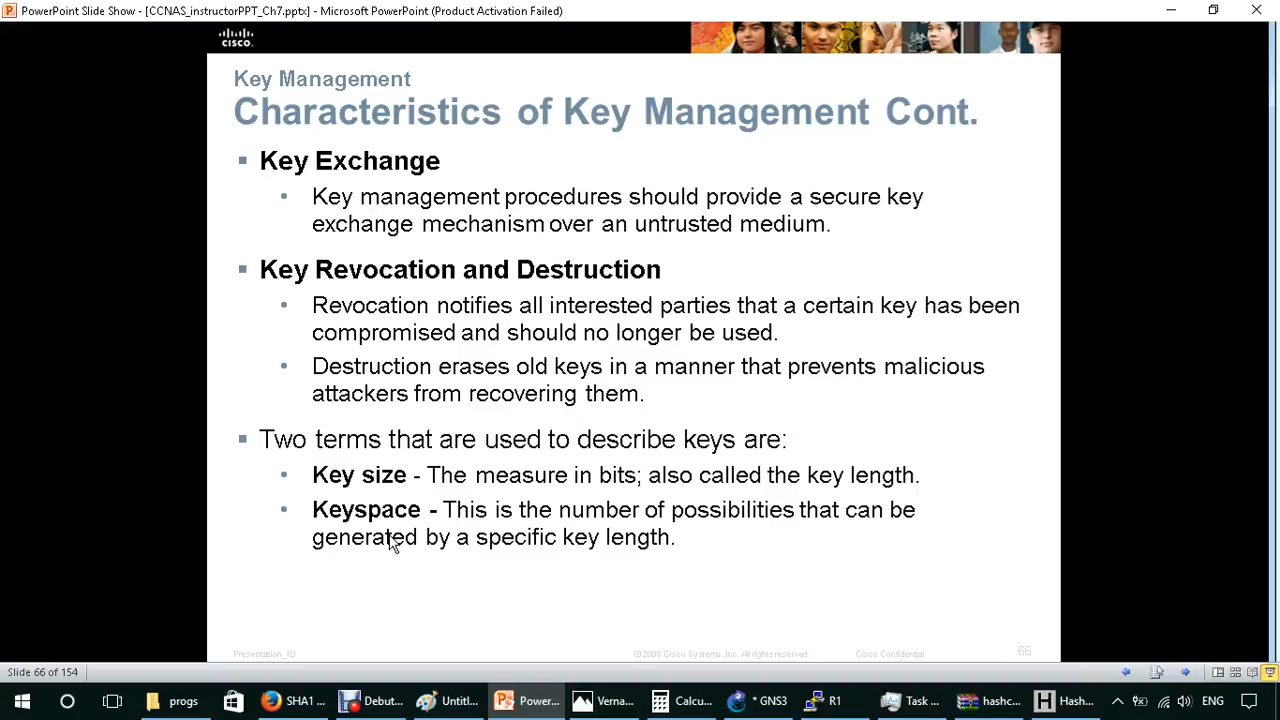 PowerPoint Slide Show - [CCNAS_instructorPPT_Ch7.pptx] - Microsoft PowerPoint (Product Activation Failed)
CISCO.
Key Management
Characteristics of Key Management Cont.
Key Exchange
Key management procedures should provide a secure key
exchange mechanism over an untrusted medium.
Key Revocation and Destruction
Revocation notifies all interested parties that a certain key has been
compromised and should no longer be used.
Destruction erases old keys in a manner that prevents malicious
attackers from recovering them.
Two terms that are used to describe keys are:
Key size - The measure in bits; also called the key length.
Keyspace - This is the number of possibilities that can be
generated by a specific key length.
Presentation_ID © 2008 Cisco Systems, Inc. All rights reserved. Cisco Confidential 66
Slide 66 of 154
progs SHA1 ... Debut... Untitl... Power... Verna... Calcu... * GNS3 R1 Task ... hashc... Hash... ENG